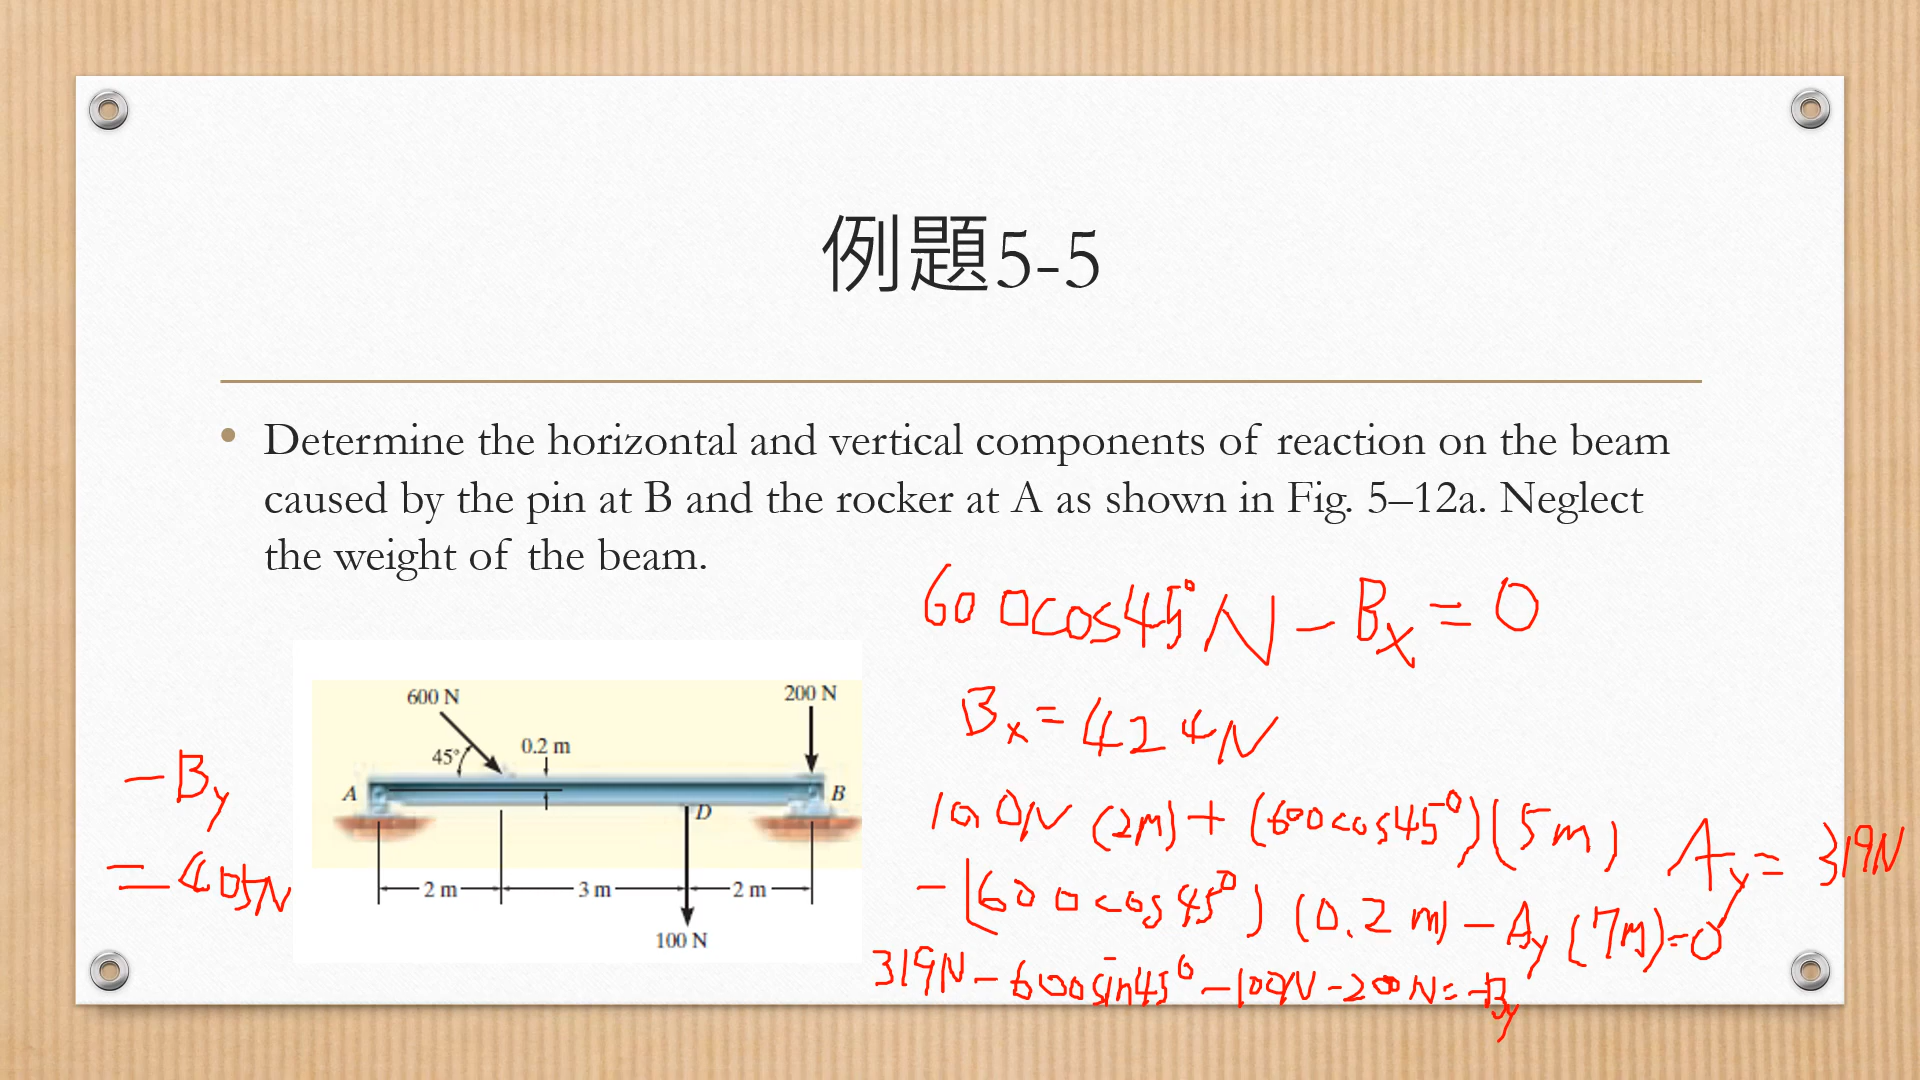 例題5-5
• Determine the horizontal and vertical components of reaction on the beam
caused by the pin at B and the rocker at A as shown in Fig. 5–12a. Neglect
the weight of the beam.
600cos45°N - Bx = 0
Bx = 424N
100N (2m) + (600cos45°)(5m)
- (600cos45°)(0.2m) - Ay(7m)=0
Ay = 319N
319N - 600sin45° - 100N - 200N = -By
-By
= 405N
600 N
200 N
45°
0.2 m
A
B
D
2 m
3 m
2 m
100 N